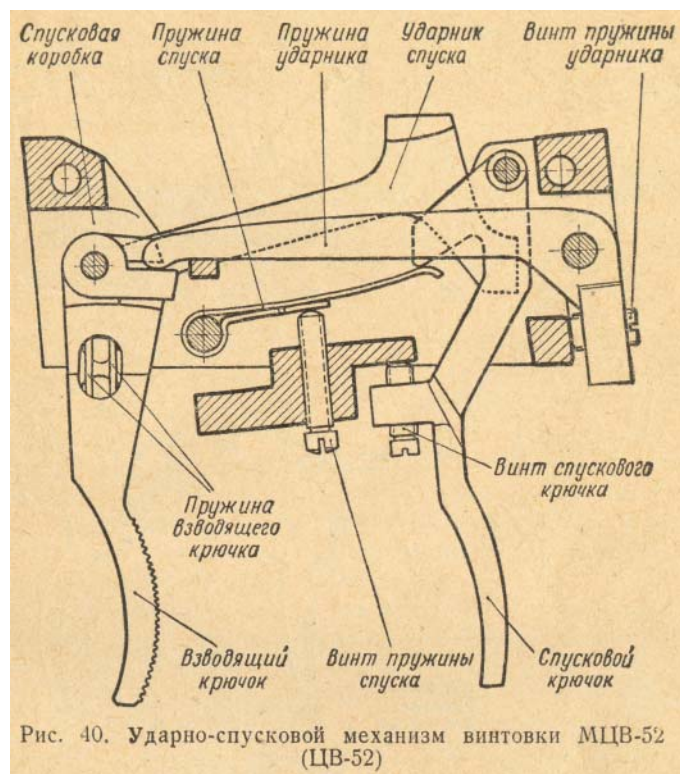 Спусковая коробка
Пружина спуска
Пружина ударника
Ударник спуска
Винт пружины ударника
Винт спускового крючка
Пружина взводящего крючка
Взводящий крючок
Винт пружины спуска
Спусковой крючок
Рис. 40. Ударно-спусковой механизм винтовки МЦВ-52
(ЦВ-52)